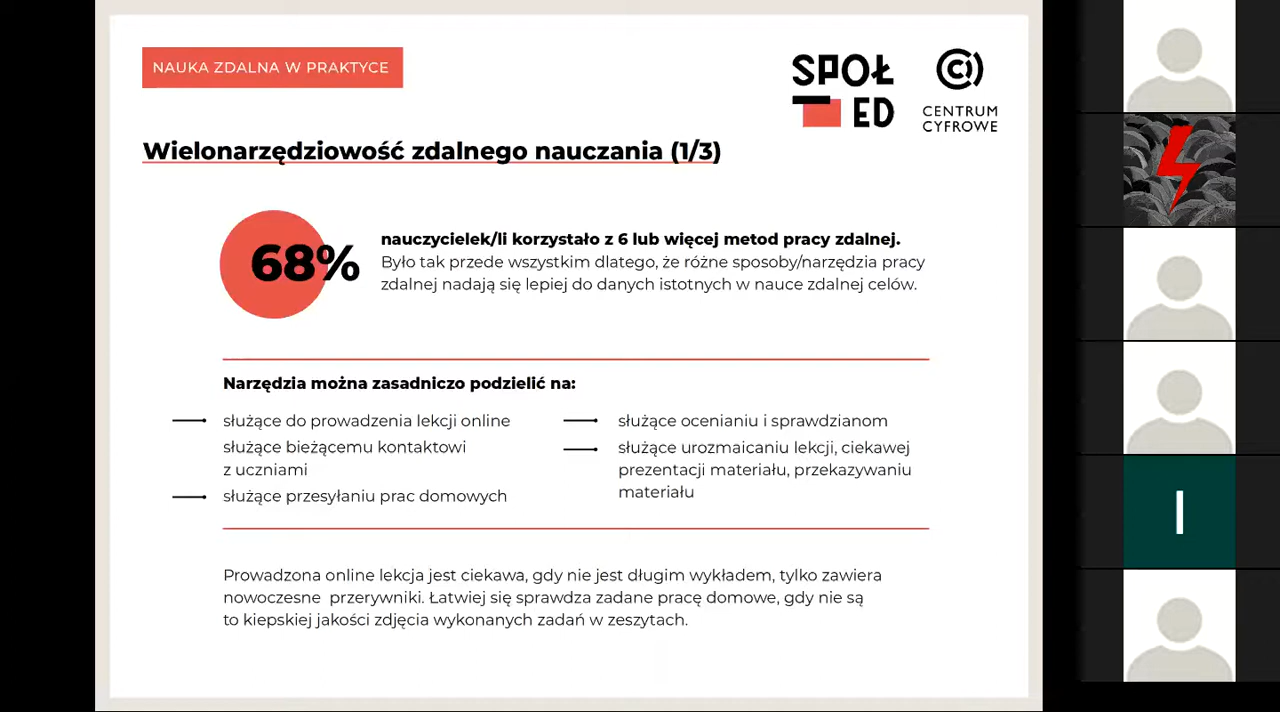 NAUKA ZDALNA W PRAKTYCE
SPOŁ
ED
CENTRUM
CYFROWE
Wielonarzędziowość zdalnego nauczania (1/3)
68%
nauczycielek/li korzystało z 6 lub więcej metod pracy zdalnej.
Było tak przede wszystkim dlatego, że różne sposoby/narzędzia pracy
zdalnej nadają się lepiej do danych istotnych w nauce zdalnej celów.
Narzędzia można zasadniczo podzielić na:
służące do prowadzenia lekcji online
służące bieżącemu kontaktowi
z uczniami
służące przesyłaniu prac domowych
służące ocenianiu i sprawdzianom
służące urozmaicaniu lekcji, ciekawej
prezentacji materiału, przekazywaniu
materiału
Prowadzona online lekcja jest ciekawa, gdy nie jest długim wykładem, tylko zawiera
nowoczesne przerywniki. Łatwiej się sprawdza zadane pracę domowe, gdy nie są
to kiepskiej jakości zdjęcia wykonanych zadań w zeszytach.
I